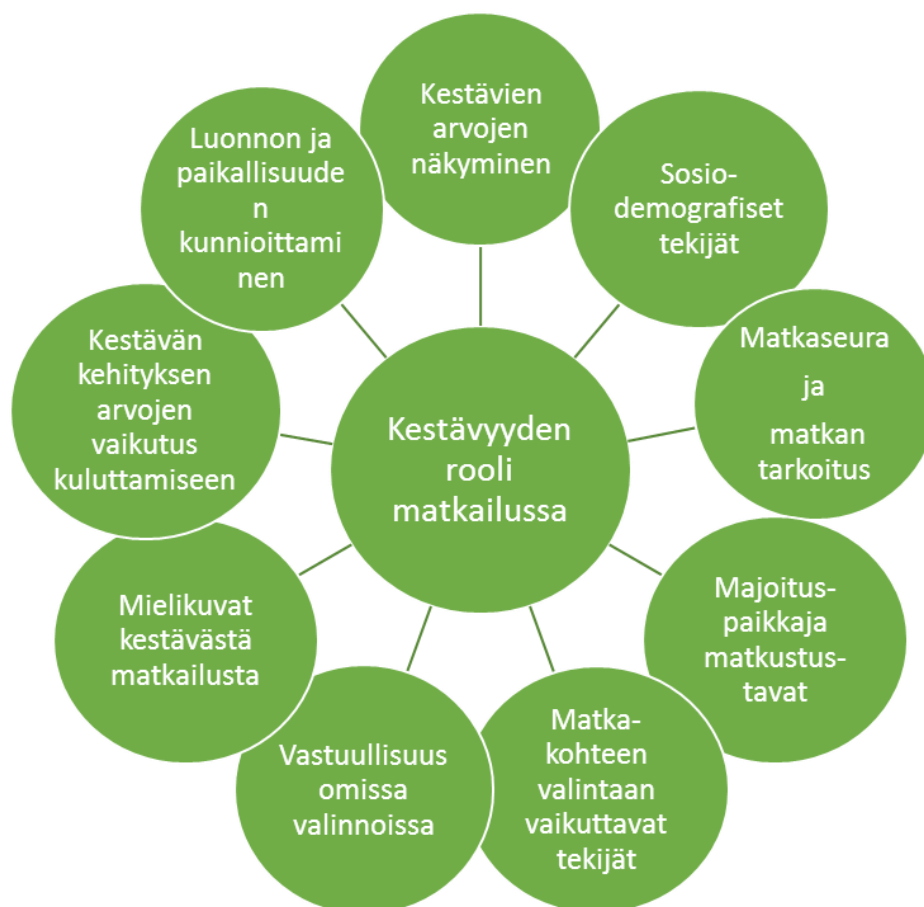 Kestävien
arvojen
näkyminen
Sosio-
demografiset
tekijät
Matkaseura
ja
matkan
tarkoitus
Majoitus-
paikkaja
matkustus-
tavat
Matka-
kohteen
valintaan
vaikuttavat
tekijät
Vastuullisuus
omissa
valinnoissa
Mielikuvat
kestävästä
matkailusta
Kestävän
kehityksen
arvojen
vaikutus
kuluttamiseen
Luonnon ja
paikallisuude
n
kunnioittami
nen
Kestävyyden
rooli
matkailussa